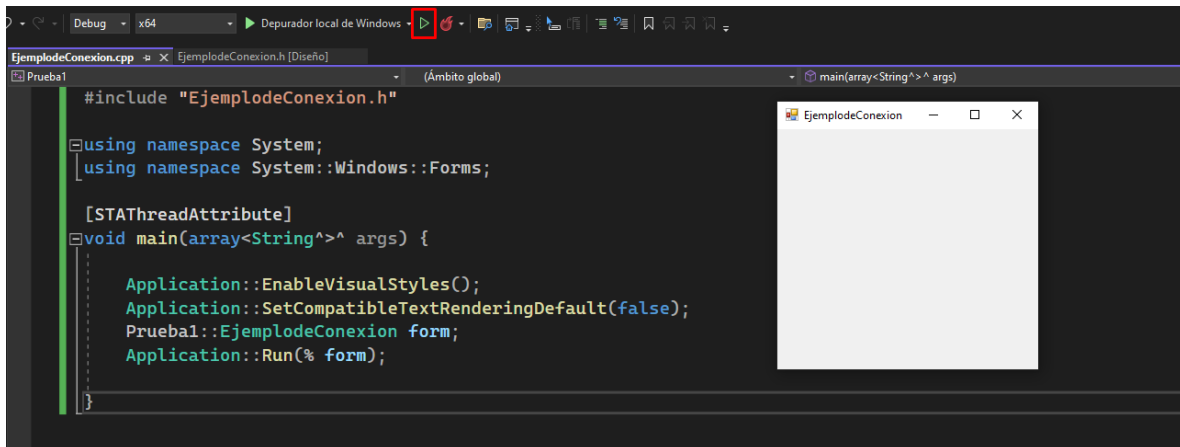 Debug x64 Depurador local de Windows
EjemplodeConexion.cpp EjemplodeConexion.h [Diseño]
Prueba1 (Ámbito global) main(array<String^>^ args)
#include "EjemplodeConexion.h"
using namespace System;
using namespace System::Windows::Forms;
[STAThreadAttribute]
void main(array<String^>^ args) {
Application::EnableVisualStyles();
Application::SetCompatibleTextRenderingDefault(false);
Prueba1::EjemplodeConexion form;
Application::Run(% form);
}
EjemplodeConexion